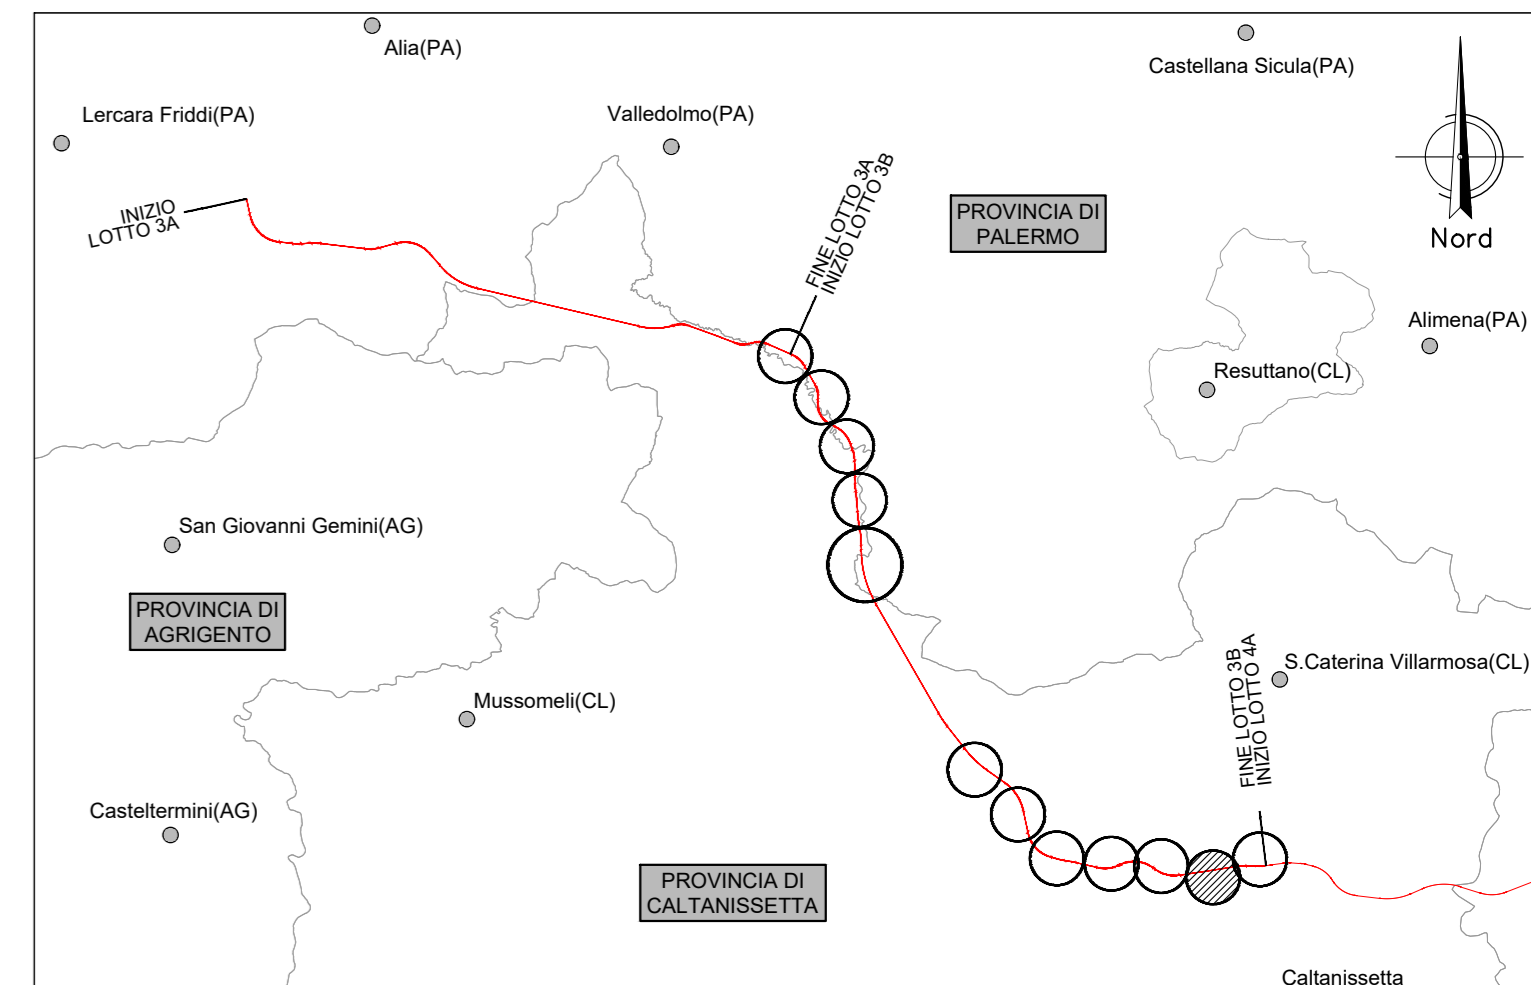 Alia(PA)
Castellana Sicula(PA)
Lercara Friddi(PA)
Valledolmo(PA)
INIZIO
LOTTO 3A
FINE LOTTO 3A
INIZIO LOTTO 3B
PROVINCIA DI
PALERMO
Nord
Alimena(PA)
Resuttano(CL)
San Giovanni Gemini(AG)
PROVINCIA DI
AGRIGENTO
FINE LOTTO 3B
INIZIO LOTTO 4A
S.Caterina Villarmosa(CL)
Mussomeli(CL)
Casteltermini(AG)
PROVINCIA DI
CALTANISSETTA
Caltanissetta